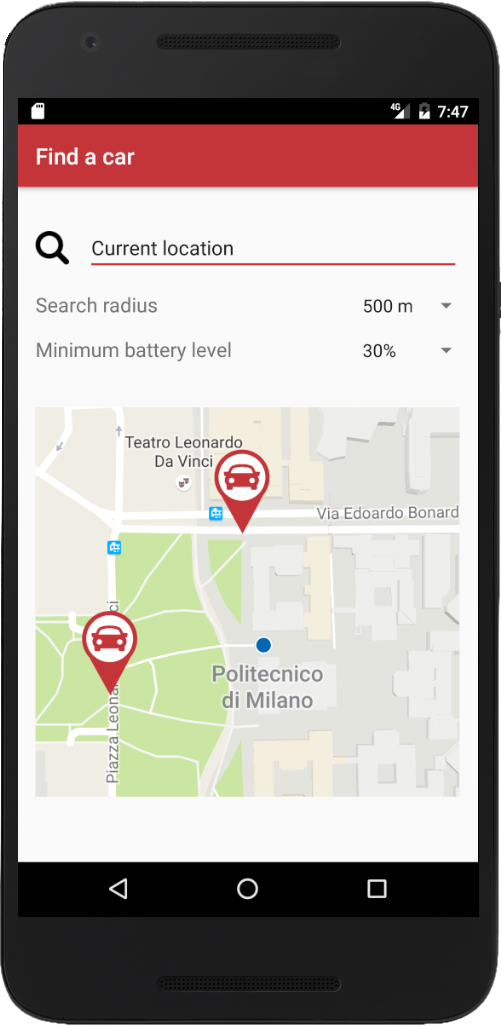 4G 7:47
Find a car
Current location
Search radius 500 m
Minimum battery level 30%
Teatro Leonardo
Da Vinci
Via Edoardo Bonard
Politecnico
di Milano
Piazza Leona ci